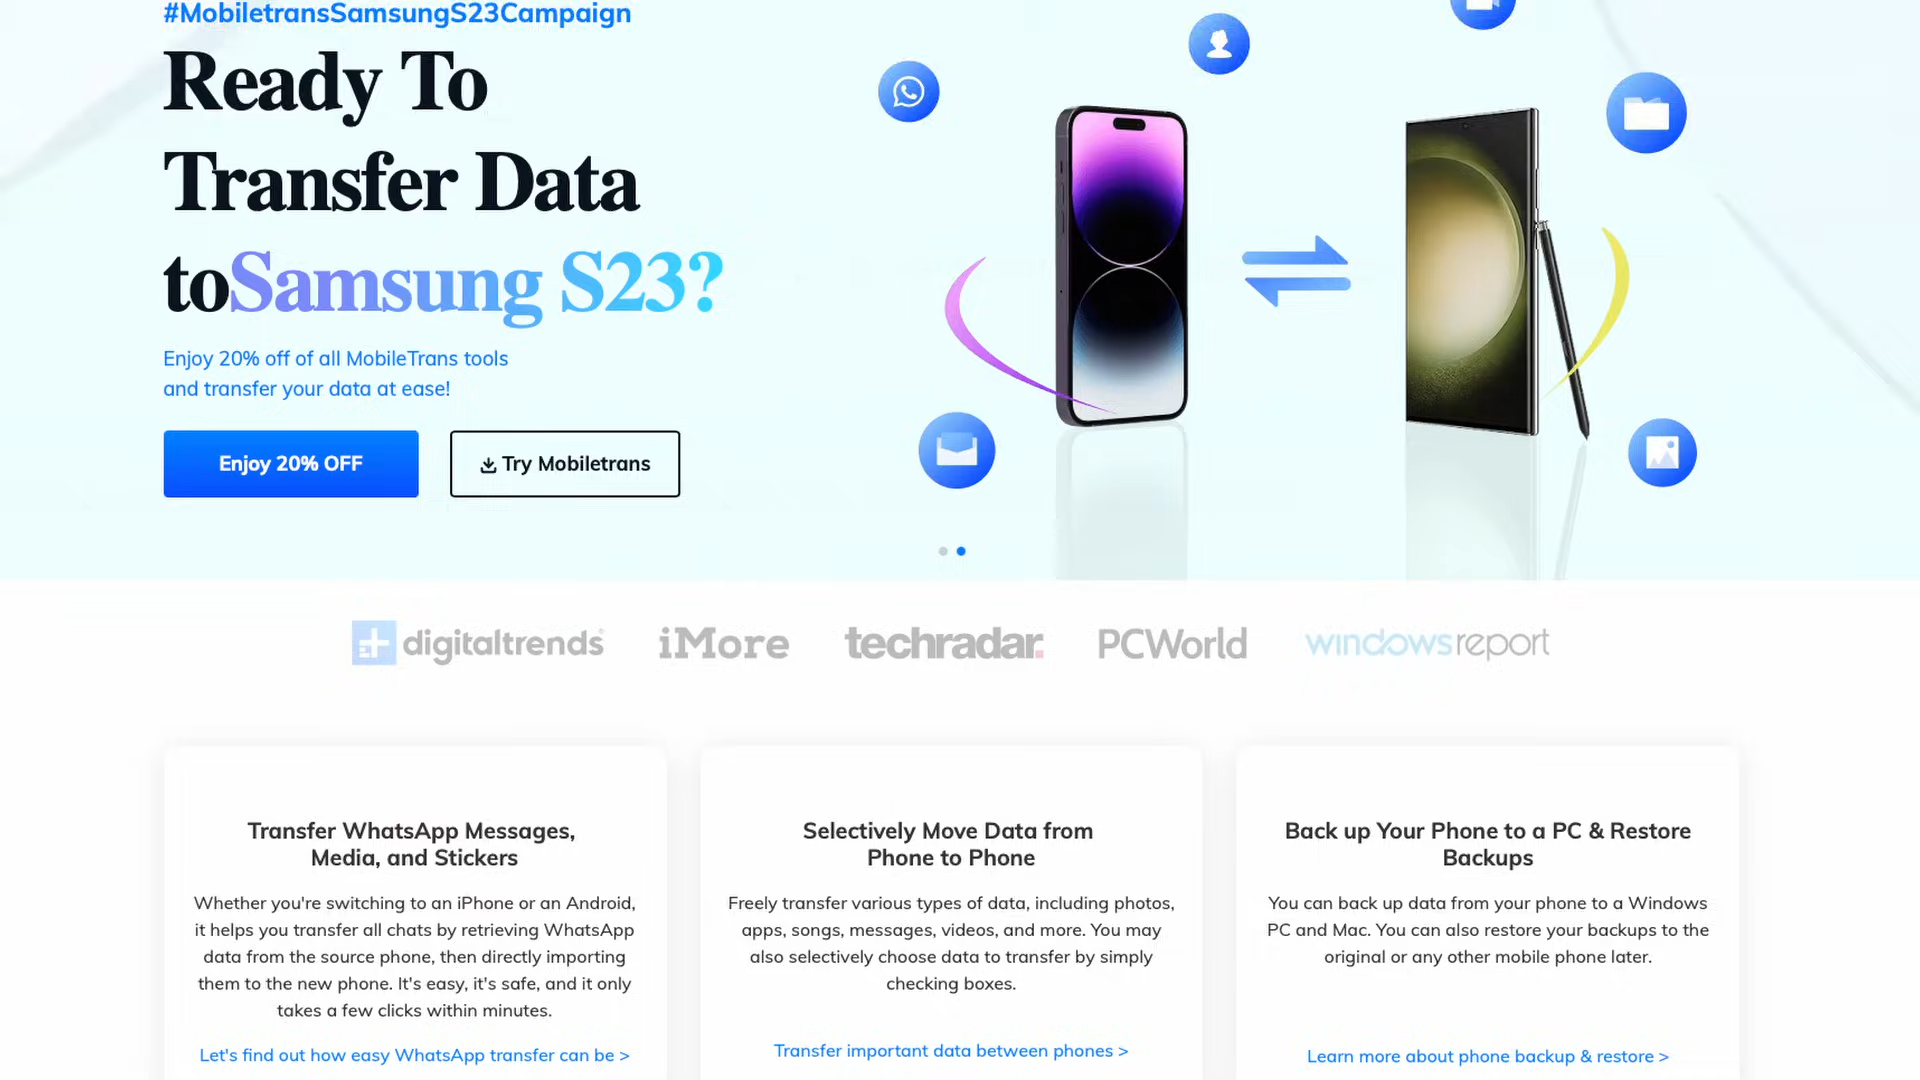 #MobiletransSamsungS23Campaign
Ready To
Transfer Data
toSamsung S23?
Enjoy 20% off of all MobileTrans tools
and transfer your data at ease!
Enjoy 20% OFF
Try Mobiletrans
digitaltrends
iMore
techradar.
PCWorld
windowsreport
Transfer WhatsApp Messages,
Media, and Stickers
Whether you're switching to an iPhone or an Android,
it helps you transfer all chats by retrieving WhatsApp
data from the source phone, then directly importing
them to the new phone. It's easy, it's safe, and it only
takes a few clicks within minutes.
Let's find out how easy WhatsApp transfer can be >
Selectively Move Data from
Phone to Phone
Freely transfer various types of data, including photos,
apps, songs, messages, videos, and more. You may
also selectively choose data to transfer by simply
checking boxes.
Transfer important data between phones >
Back up Your Phone to a PC & Restore
Backups
You can back up data from your phone to a Windows
PC and Mac. You can also restore your backups to the
original or any other mobile phone later.
Learn more about phone backup & restore >